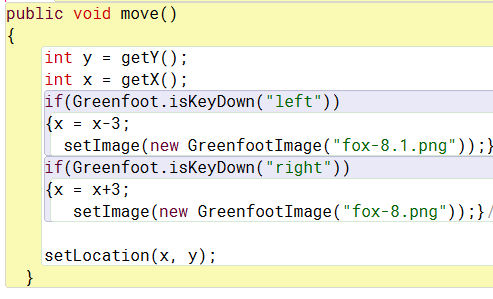 public void move()
{
int y = getY();
int x = getX();
if(Greenfoot.isKeyDown("left"))
{x = x-3;
setImage(new GreenfootImage("fox-8.1.png"));}
if(Greenfoot.isKeyDown("right"))
{x = x+3;
setImage(new GreenfootImage("fox-8.png"));}/
setLocation(x, y);
}